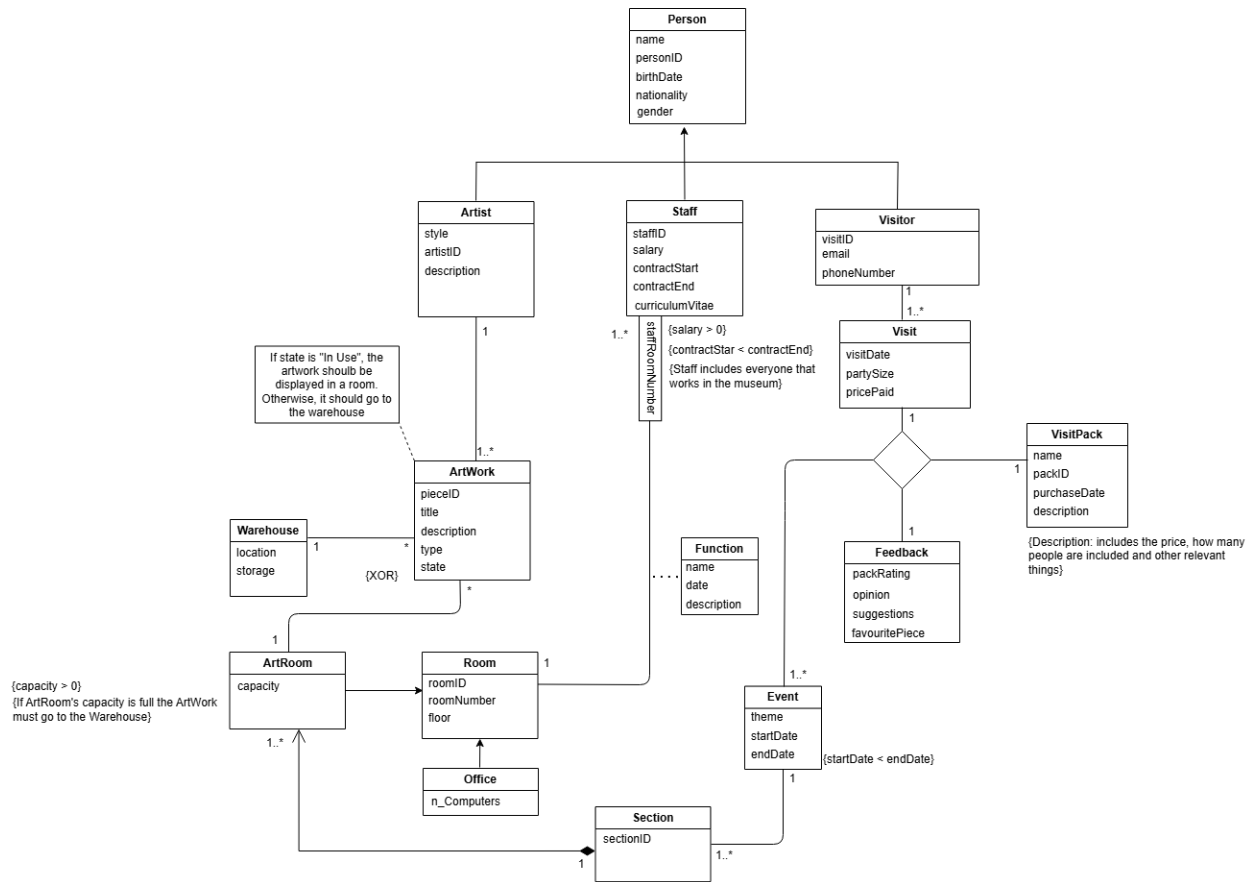 Person
name
personID
birthDate
nationality
gender
Artist
style
artistID
description
Staff
staffID
salary
contractStart
contractEnd
curriculumVitae
Visitor
visitID
email
phoneNumber
1
1..*
1
1..*
staffRoomNumber
{salary > 0}
{contractStar < contractEnd}
{Staff includes everyone that
works in the museum}
Visit
visitDate
partySize
pricePaid
1
If state is "In Use", the
artwork shoulb be
displayed in a room.
Otherwise, it should go to
the warehouse
1..*
ArtWork
pieceID
title
description
type
state
VisitPack
name
packID
purchaseDate
description
1
{Description: includes the price, how many
people are included and other relevant
things}
Warehouse
location
storage
1
*
{XOR}
*
Function
name
date
description
1
Feedback
packRating
opinion
suggestions
favouritePiece
1
ArtRoom
capacity
{capacity > 0}
{If ArtRoom's capacity is full the ArtWork
must go to the Warehouse}
1..*
Room
roomID
roomNumber
floor
1
1..*
Event
theme
startDate
endDate
{startDate < endDate}
1
Office
n_Computers
Section
sectionID
1
1..*